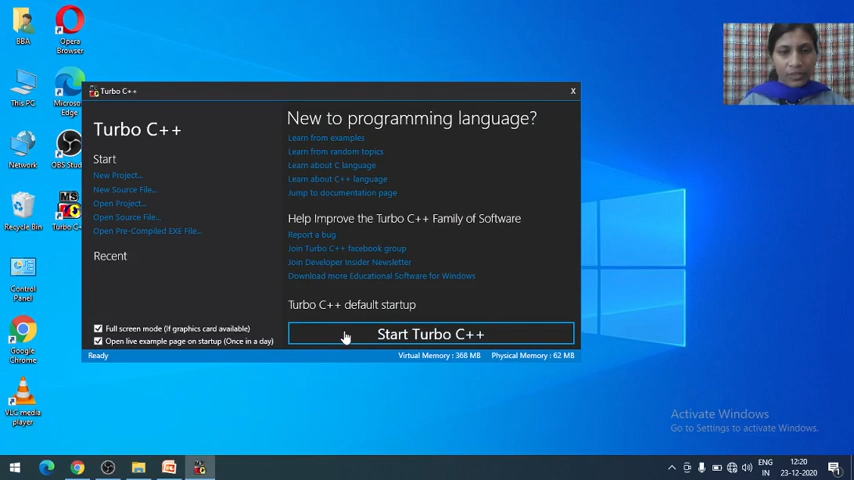 BBA
Opera
Browser
This PC
Microso
Edge
Network
OBS Stud
Recycle Bin
Turbo C+
Control
Panel
Google
Chrome
VLC media
player
Turbo C++
X
Turbo C++
Start
New Project...
New Source File...
Open Project...
Open Source File...
Open Pre-Compiled EXE File...
Recent
Full screen mode (If graphics card available)
Open live example page on startup (Once in a day)
New to programming language?
Learn from examples
Learn from random topics
Learn about C language
Learn about C++ language
Jump to documentation page
Help Improve the Turbo C++ Family of Software
Report a bug
Join Turbo C++ facebook group
Join Developer Insider Newsletter
Download more Educational Software for Windows
Turbo C++ default startup
Start Turbo C++
Ready
Virtual Memory : 368 MB
Physical Memory : 62 MB
Activate Windows
Go to Settings to activate Windows.
ENG
IN
12:20
23-12-2020